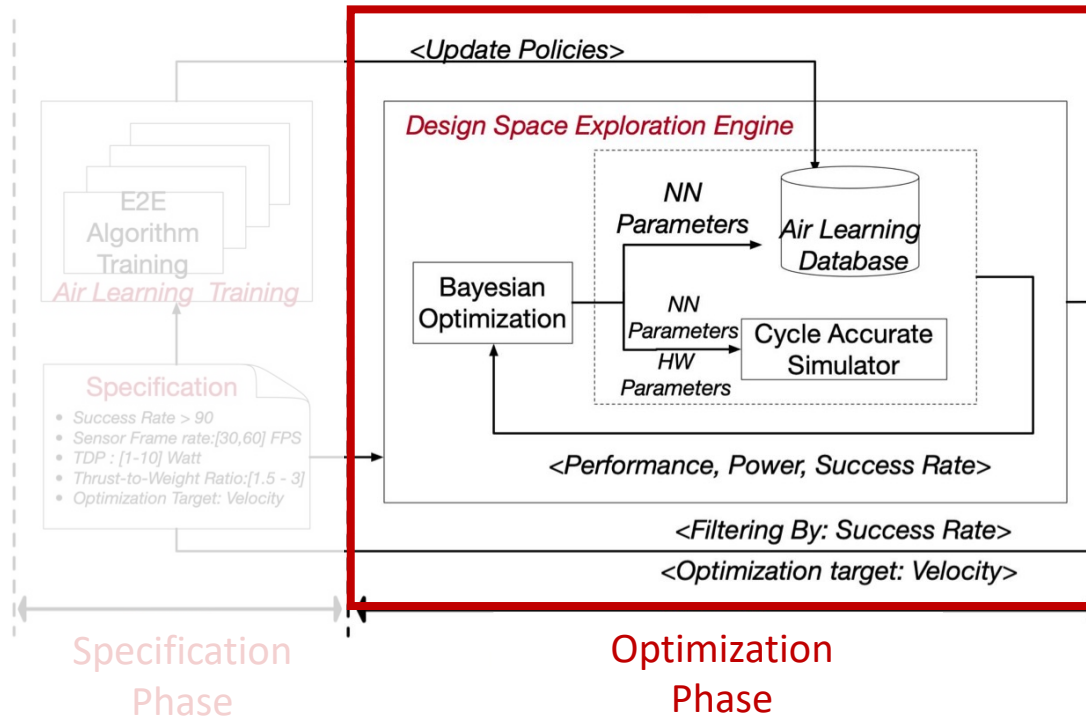 <Update Policies>
Design Space Exploration Engine
E2E
Algorithm
Training
Air Learning Training
NN
Parameters
Air Learning
Database
Bayesian
Optimization
NN
Parameters
HW
Parameters
Cycle Accurate
Simulator
Specification
• Success Rate > 90
• Sensor Frame rate:[30,60] FPS
• TDP : [1-10] Watt
• Thrust-to-Weight Ratio:[1.5 - 3]
• Optimization Target: Velocity
<Performance, Power, Success Rate>
<Filtering By: Success Rate>
<Optimization target: Velocity>
Specification
Phase
Optimization
Phase